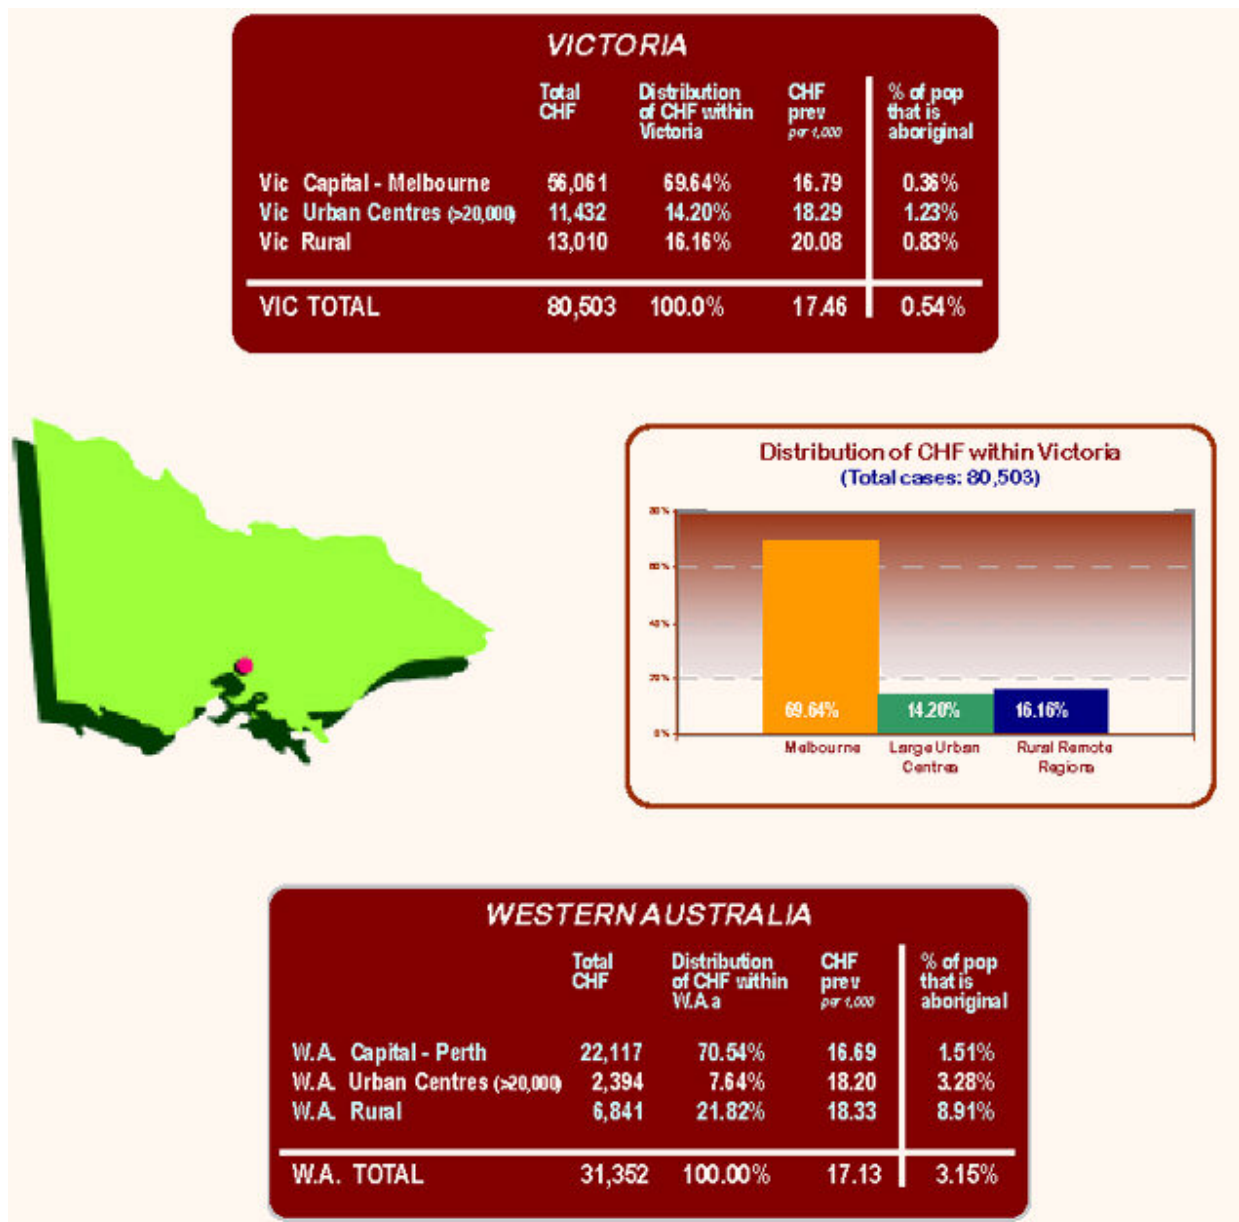 VICTORIA
Total CHF Distribution of CHF within Victoria CHF prev per 1,000 % of pop that is aboriginal
Vic Capital - Melbourne 56,061 69.64% 16.79 0.36%
Vic Urban Centres (>20,000) 11,432 14.20% 18.29 1.23%
Vic Rural 13,010 16.16% 20.08 0.83%
VIC TOTAL 80,503 100.0% 17.46 0.54%
Distribution of CHF within Victoria
(Total cases: 80,503)
80%
60%
40%
20%
0%
69.64% 14.20% 16.16%
Melbourne Large Urban Centres Rural Remote Regions
WESTERN AUSTRALIA
Total CHF Distribution of CHF within W.A a CHF prev per 1,000 % of pop that is aboriginal
W.A. Capital - Perth 22,117 70.54% 16.69 1.51%
W.A. Urban Centres (>20,000) 2,394 7.64% 18.20 3.28%
W.A. Rural 6,841 21.82% 18.33 8.91%
W.A. TOTAL 31,352 100.00% 17.13 3.15%